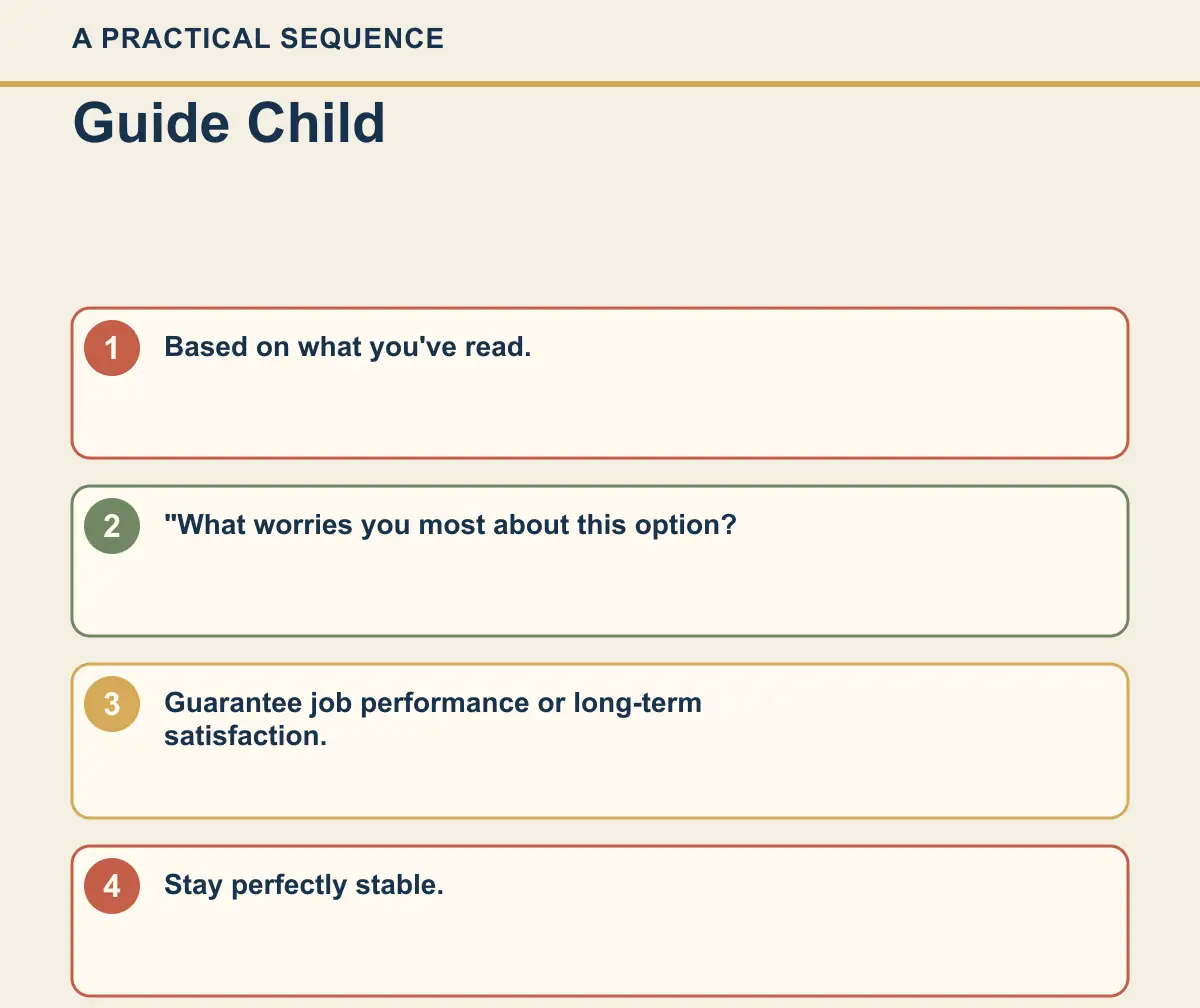 A PRACTICAL SEQUENCE
Guide Child
1
Based on what you've read.
2
"What worries you most about this option?
3
Guarantee job performance or long-term
satisfaction.
4
Stay perfectly stable.